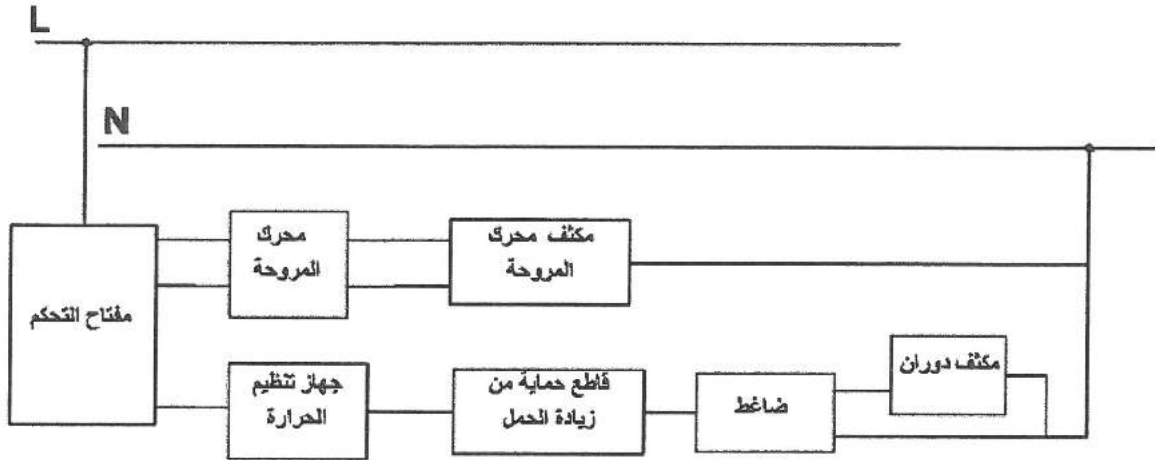 L
N
محرك
المروحة
مكثف محرك
المروحة
مفتاح التحكم
جهاز تنظيم
الحرارة
قاطع حماية من
زيادة الحمل
ضاغط
مكثف دوران